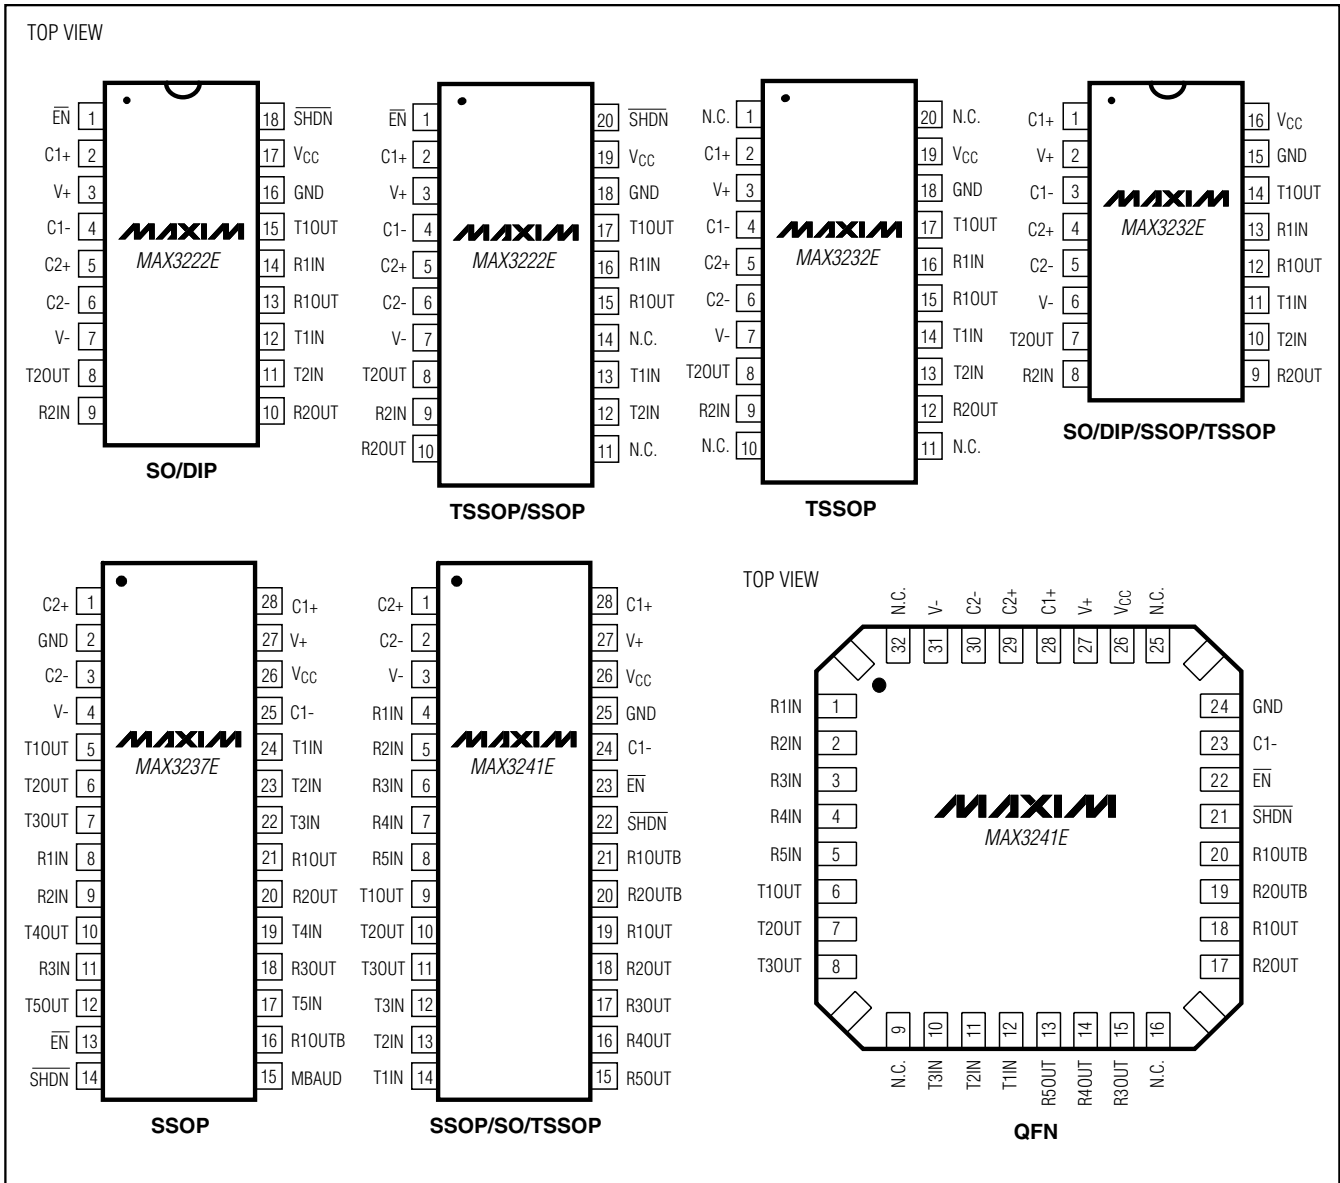 TOP VIEW
EN 1 18 SHDN
C1+ 2 17 VCC
V+ 3 16 GND
C1- 4 15 T1OUT
C2+ 5 14 R1IN
C2- 6 13 R1OUT
V- 7 12 T1IN
T2OUT 8 11 T2IN
R2IN 9 10 R2OUT
MAXIM
MAX3222E
SO/DIP
EN 1 20 SHDN
C1+ 2 19 VCC
V+ 3 18 GND
C1- 4 17 T1OUT
C2+ 5 16 R1IN
C2- 6 15 R1OUT
V- 7 14 N.C.
T2OUT 8 13 T1IN
R2IN 9 12 T2IN
R2OUT 10 11 N.C.
MAXIM
MAX3222E
TSSOP/SSOP
N.C. 1 20 N.C.
C1+ 2 19 VCC
V+ 3 18 GND
C1- 4 17 T1OUT
C2+ 5 16 R1IN
C2- 6 15 R1OUT
V- 7 14 T1IN
T2OUT 8 13 T2IN
R2IN 9 12 R2OUT
N.C. 10 11 N.C.
MAXIM
MAX3232E
TSSOP
C1+ 1 16 VCC
V+ 2 15 GND
C1- 3 14 T1OUT
C2+ 4 13 R1IN
C2- 5 12 R1OUT
V- 6 11 T1IN
T2OUT 7 10 T2IN
R2IN 8 9 R2OUT
MAXIM
MAX3232E
SO/DIP/SSOP/TSSOP
C2+ 1 28 C1+
GND 2 27 V+
C2- 3 26 VCC
V- 4 25 C1-
T1OUT 5 24 T1IN
T2OUT 6 23 T2IN
T3OUT 7 22 T3IN
R1IN 8 21 R1OUT
R2IN 9 20 R2OUT
T4OUT 10 19 T4IN
R3IN 11 18 R3OUT
T5OUT 12 17 T5IN
EN 13 16 R1OUTB
SHDN 14 15 MBAUD
MAXIM
MAX3237E
SSOP
C2+ 1 28 C1+
C2- 2 27 V+
V- 3 26 VCC
R1IN 4 25 GND
R2IN 5 24 C1-
R3IN 6 23 EN
R4IN 7 22 SHDN
R5IN 8 21 R1OUTB
T1OUT 9 20 R2OUTB
T2OUT 10 19 R1OUT
T3OUT 11 18 R2OUT
T3IN 12 17 R3OUT
T2IN 13 16 R4OUT
T1IN 14 15 R5OUT
MAXIM
MAX3241E
SSOP/SO/TSSOP
TOP VIEW
N.C. V- C2- C2+ C1+ V+ VCC N.C.
32 31 30 29 28 27 26 25
R1IN 1 24 GND
R2IN 2 23 C1-
R3IN 3 22 EN
R4IN 4 21 SHDN
R5IN 5 20 R1OUTB
T1OUT 6 19 R2OUTB
T2OUT 7 18 R1OUT
T3OUT 8 17 R2OUT
MAXIM
MAX3241E
9 10 11 12 13 14 15 16
N.C. T3IN T2IN T1IN R5OUT R4OUT R3OUT N.C.
QFN